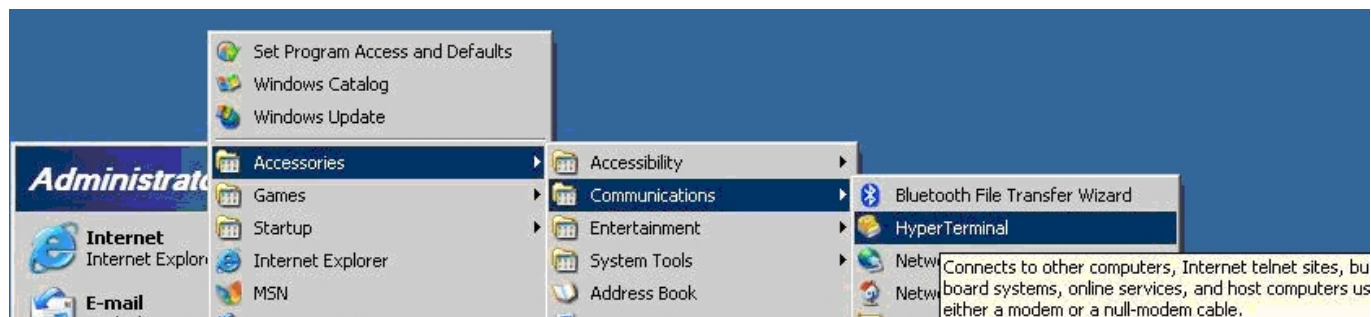 Set Program Access and Defaults
Windows Catalog
Windows Update
Accessories
Games
Startup
Internet Explorer
MSN
Accessibility
Communications
Entertainment
System Tools
Address Book
Bluetooth File Transfer Wizard
HyperTerminal
Netw
Netw
Connects to other computers, Internet telnet sites, bu
board systems, online services, and host computers us
either a modem or a null-modem cable.
Administrato
Internet
Internet Explor
E-mail